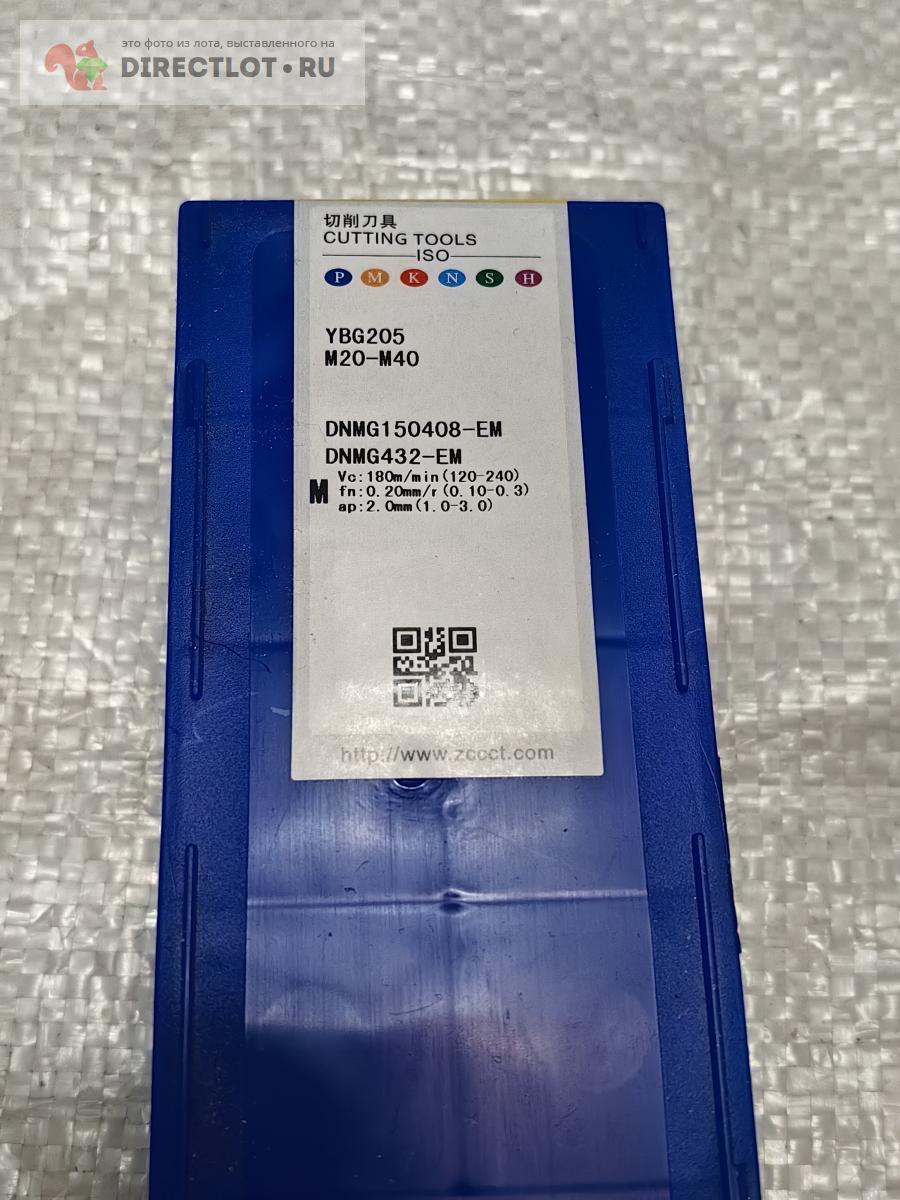 это фото из лота, выставленного на
DIRECTLOT•RU
切削刀具
CUTTING TOOLS
ISO
P M K N S H
YBG205
M20-M40
DNMG150408-EM
DNMG432-EM
Vc:180m/min(120-240)
M fn:0.20mm/r(0.10-0.3)
ap:2.0mm(1.0-3.0)
http://www.zccct.com